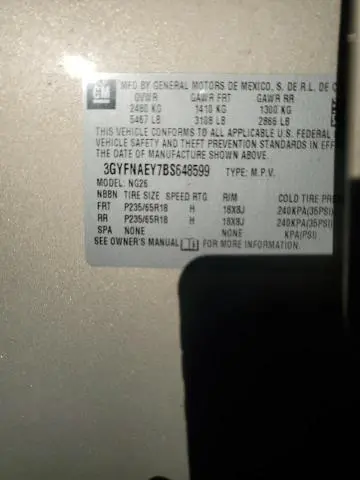 GM
MFD BY GENERAL MOTORS DE MEXICO, S. DE R.L. DE C
GVWR GAWR FRT GAWR RR
2480 KG 1410 KG 1300 KG
5467 LB 3108 LB 2866 LB
THIS VEHICLE CONFORMS TO ALL APPLICABLE U.S. FEDERAL
VEHICLE SAFETY AND THEFT PREVENTION STANDARDS IN EFF
THE DATE OF MANUFACTURE SHOWN ABOVE.
3GYFNAEY7BS648599 TYPE: M.P.V.
MODEL: NG26
NBBN TIRE SIZE SPEED RTG RIM COLD TIRE PRE
FRT P235/65R18 H 18X8J 240KPA(35PSI)
RR P235/65R18 H 18X8J 240KPA(35PSI)
SPA NONE NONE KPA(PSI)
SEE OWNER'S MANUAL FOR MORE INFORMATION.